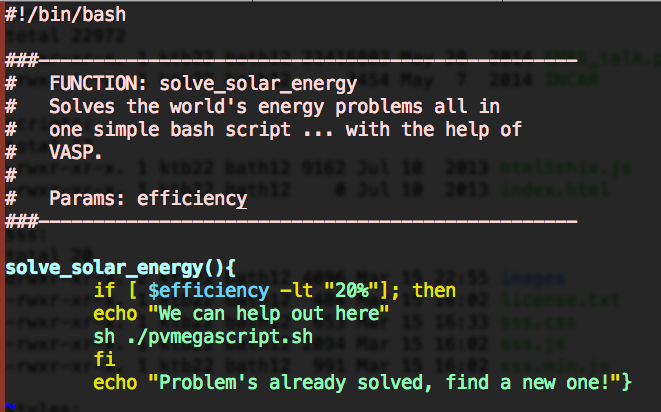 #!/bin/bash
total 22972
###-------------------------------------------------
# FUNCTION: solve_solar_energy
# Solves the world's energy problems all in
# one simple bash script ... with the help of
# VASP.
#
# Params: efficiency
###-------------------------------------------------
solve_solar_energy(){
if [ $efficiency -lt "20%"]; then
echo "We can help out here"
sh ./pvmegascript.sh
fi
echo "Problem's already solved, find a new one!"}
~